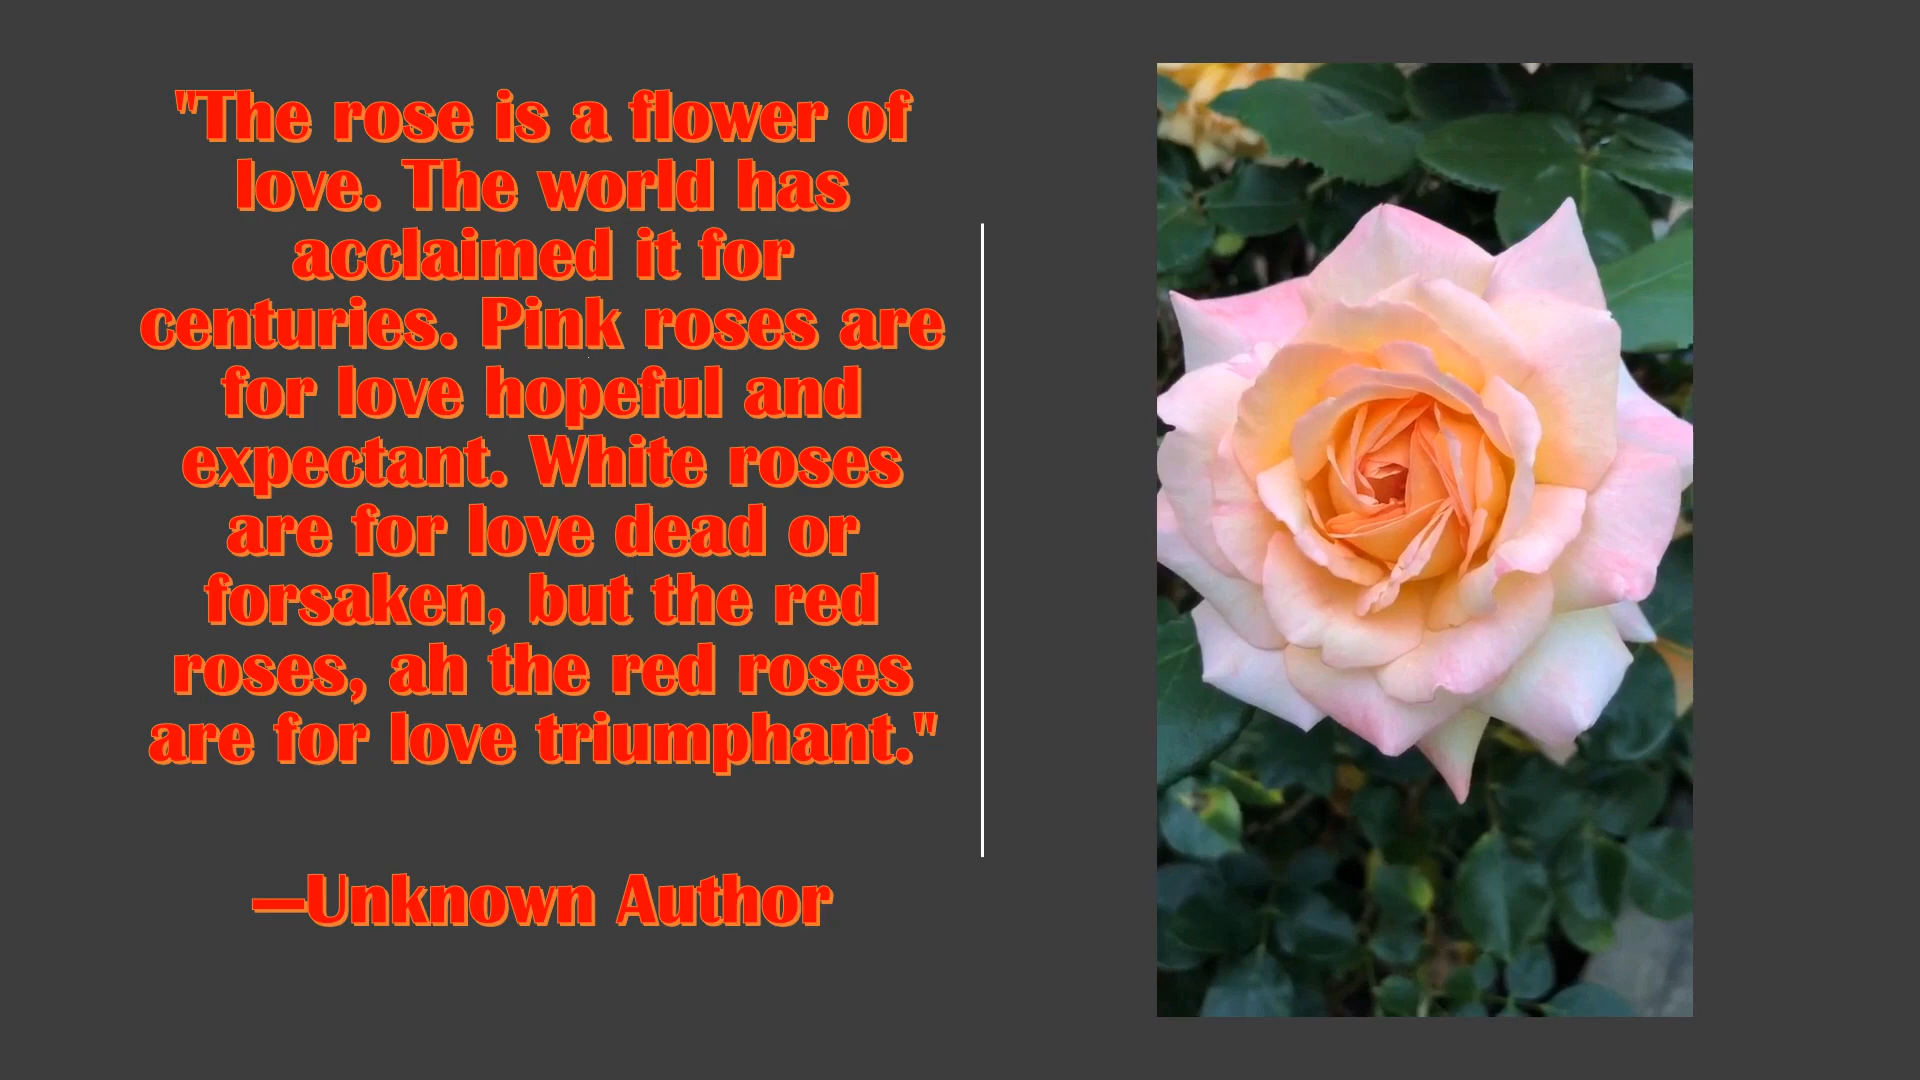 "The rose is a flower of
love. The world has
acclaimed it for
centuries. Pink roses are
for love hopeful and
expectant. White roses
are for love dead or
forsaken, but the red
roses, ah the red roses
are for love triumphant."
—Unknown Author